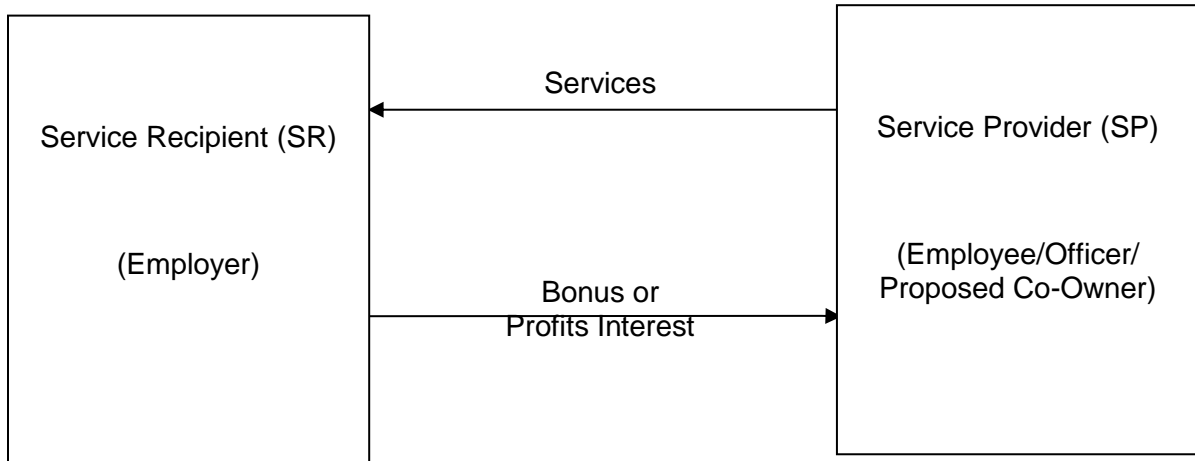 Services
Service Recipient (SR)
(Employer)
Service Provider (SP)
(Employee/Officer/
Proposed Co-Owner)
Bonus or
Profits Interest